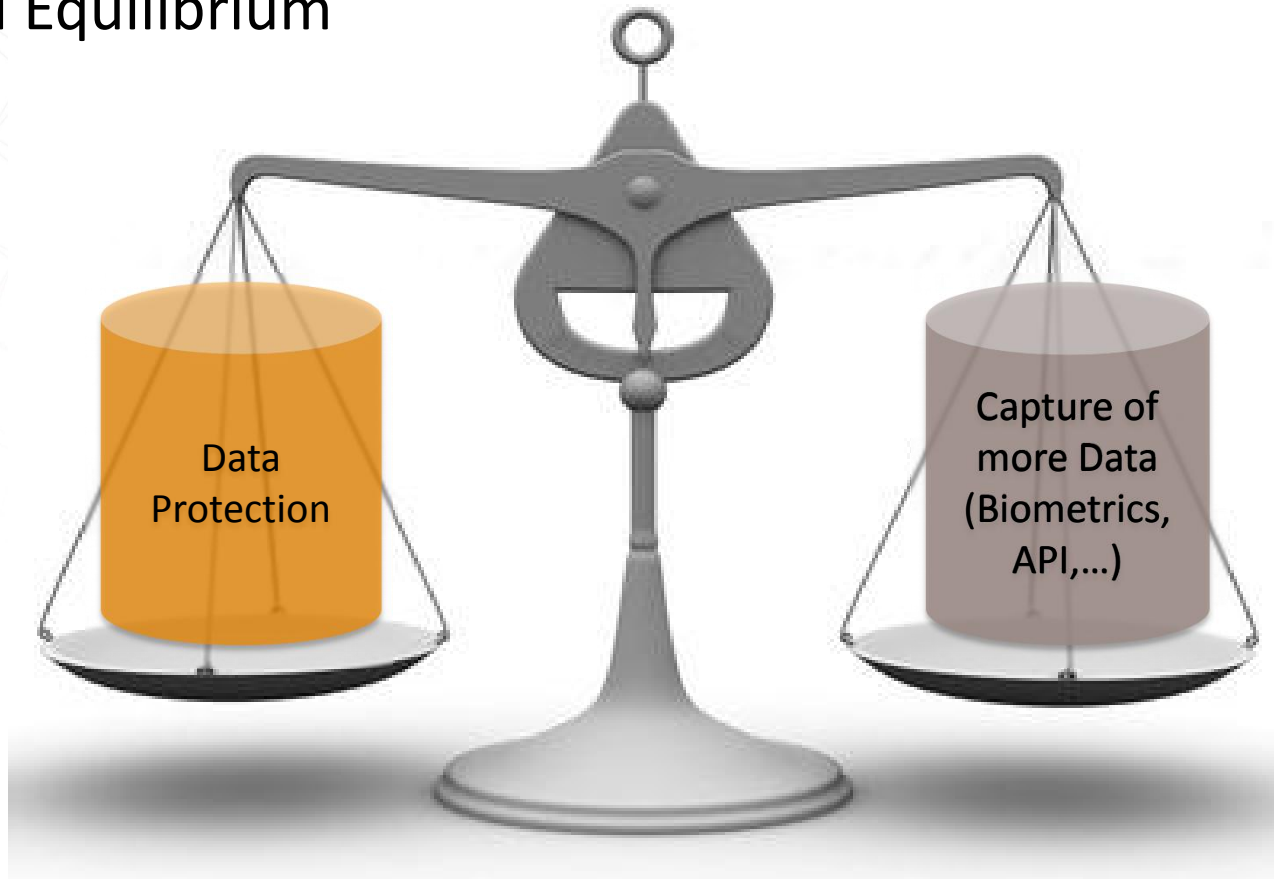 Equilibrium
Data
Protection
Capture of
more Data
(Biometrics,
API,...)